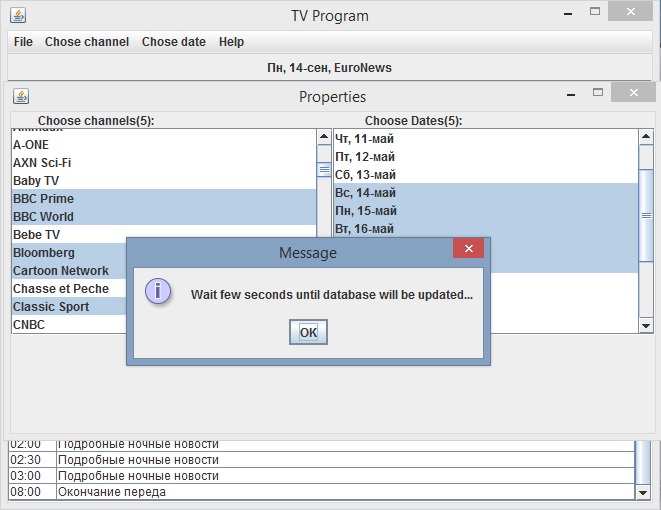 TV Program
File Chose channel Chose date Help
Пн, 14-сен, EuroNews
Properties
Choose channels(5): Choose Dates(5):
A-ONE
AXN Sci-Fi
Baby TV
BBC Prime
BBC World
Bebe TV
Bloomberg
Cartoon Network
Chasse et Peche
Classic Sport
CNBC
Чт, 11-май
Пт, 12-май
Сб, 13-май
Вс, 14-май
Пн, 15-май
Вт, 16-май
Message
Wait few seconds until database will be updated...
OK
02:00 Подробные ночные новости
02:30 Подробные ночные новости
03:00 Подробные ночные новости
08:00 Окончание переда